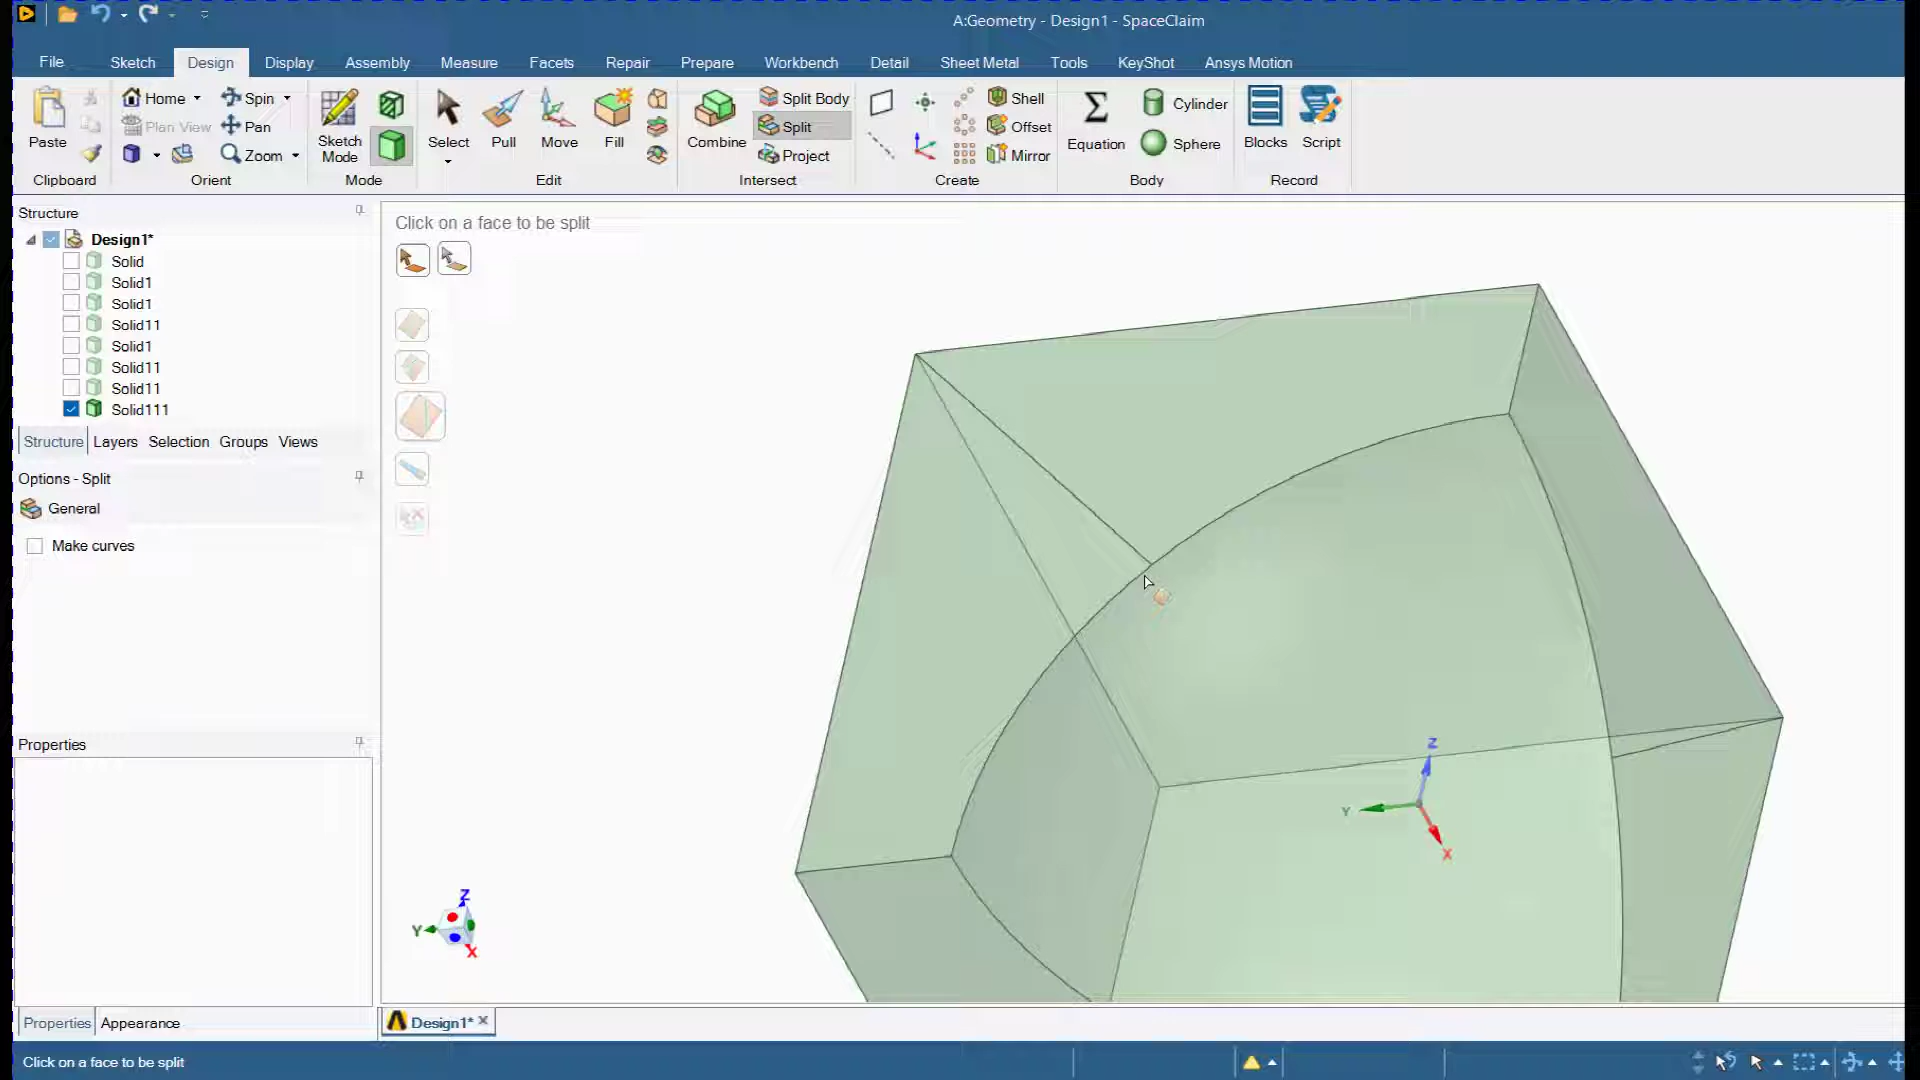 A:Geometry - Design1 - SpaceClaim
File Sketch Design Display Assembly Measure Facets Repair Prepare Workbench Detail Sheet Metal Tools KeyShot Ansys Motion
Paste
Clipboard
Home Spin
Plan View Pan
Zoom
Orient
Sketch Mode
Mode
Select Pull Move Fill
Edit
Combine
Split Body
Split
Project
Intersect
Shell
Offset
Mirror
Create
Equation
Cylinder
Sphere
Body
Blocks Script
Record
Structure
Design1*
Solid
Solid1
Solid1
Solid11
Solid1
Solid11
Solid11
Solid111
Structure Layers Selection Groups Views
Options - Split
General
Make curves
Properties
Properties Appearance
Click on a face to be split
Z
Y
X
Z
Y
X
Design1*
Click on a face to be split